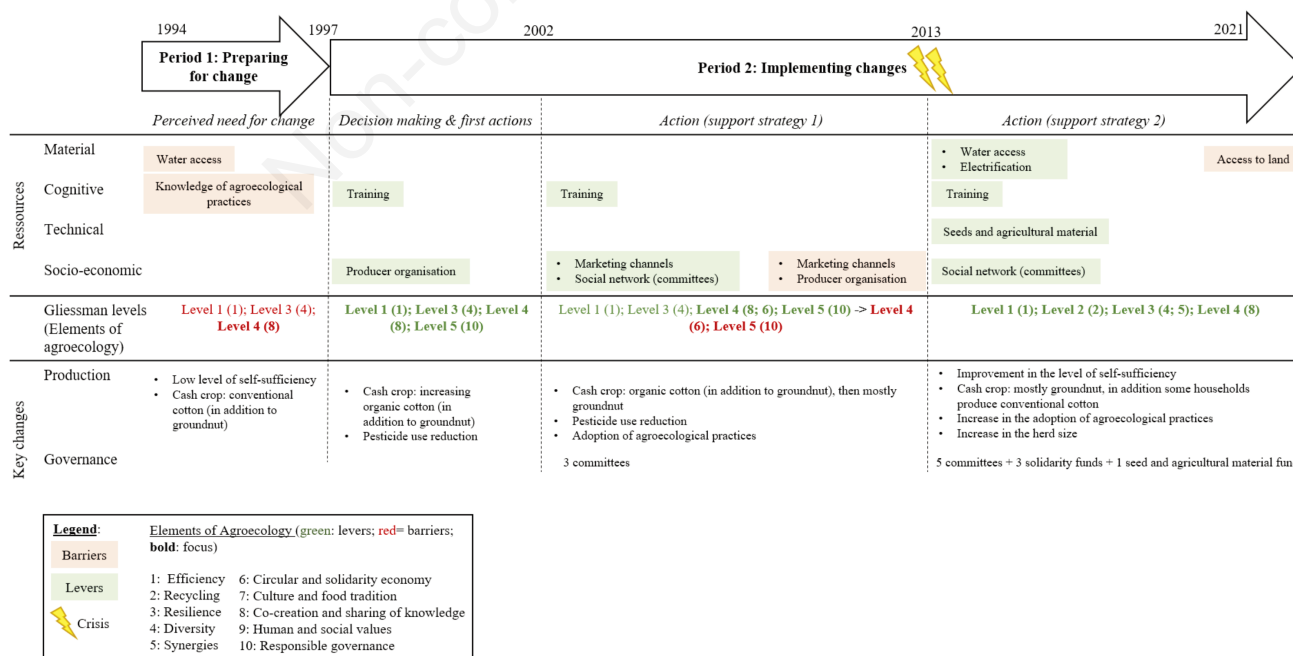 Non-co
1994
1997
2002
2013
2021
Period 1: Preparing
for change
Period 2: Implementing changes
Perceived need for change
Decision making & first actions
Action (support strategy 1)
Action (support strategy 2)
Ressources
Material
Water access
• Water access
• Electrification
Access to land
Cognitive
Knowledge of agroecological
practices
Training
Training
Training
Technical
Seeds and agricultural material
Socio-economic
Producer organisation
• Marketing channels
• Social network (committees)
• Marketing channels
• Producer organisation
Social network (committees)
Gliessman levels
(Elements of
agroecology)
Level 1 (1); Level 3 (4);
Level 4 (8)
Level 1 (1); Level 3 (4); Level 4
(8); Level 5 (10)
Level 1 (1); Level 3 (4); Level 4 (8; 6); Level 5 (10) -> Level 4
(6); Level 5 (10)
Level 1 (1); Level 2 (2); Level 3 (4; 5); Level 4 (8)
Key changes
Production
• Low level of self-sufficiency
• Cash crop: conventional
cotton (in addition to
groundnut)
• Cash crop: increasing
organic cotton (in
addition to groundnut)
• Pesticide use reduction
• Cash crop: organic cotton (in addition to groundnut), then mostly
groundnut
• Pesticide use reduction
• Adoption of agroecological practices
• Improvement in the level of self-sufficiency
• Cash crop: mostly groundnut, in addition some households
produce conventional cotton
• Increase in the adoption of agroecological practices
• Increase in the herd size
Governance
3 committees
5 committees + 3 solidarity funds + 1 seed and agricultural material fun
Legend:
Barriers
Levers
Crisis
Elements of Agroecology (green: levers; red= barriers;
bold: focus)
1: Efficiency
2: Recycling
3: Resilience
4: Diversity
5: Synergies
6: Circular and solidarity economy
7: Culture and food tradition
8: Co-creation and sharing of knowledge
9: Human and social values
10: Responsible governance